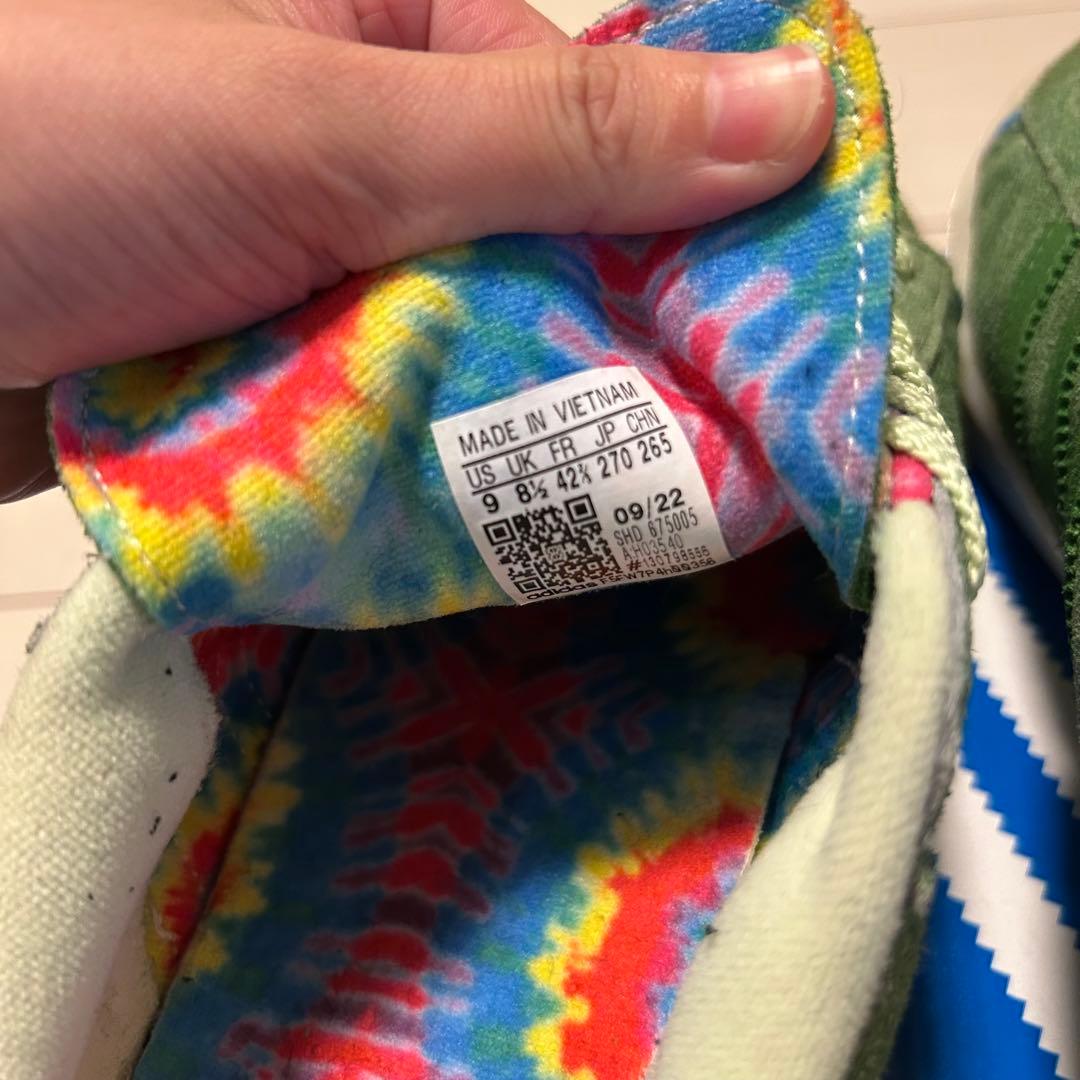 MADE IN VIETNAM
US UK FR JP CHN
9 8½ 42⅔ 270 265
09/22
SHD 675005
#130798556
adidas